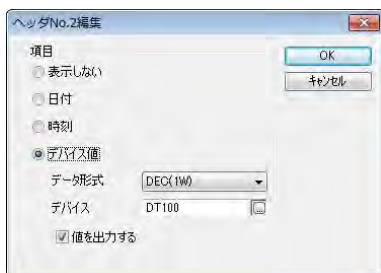 ヘッダNo.2編集
項目
表示しない
日付
時刻
デバイス値
データ形式 DEC(1W)
デバイス DT100
値を出力する
OK
キャンセル